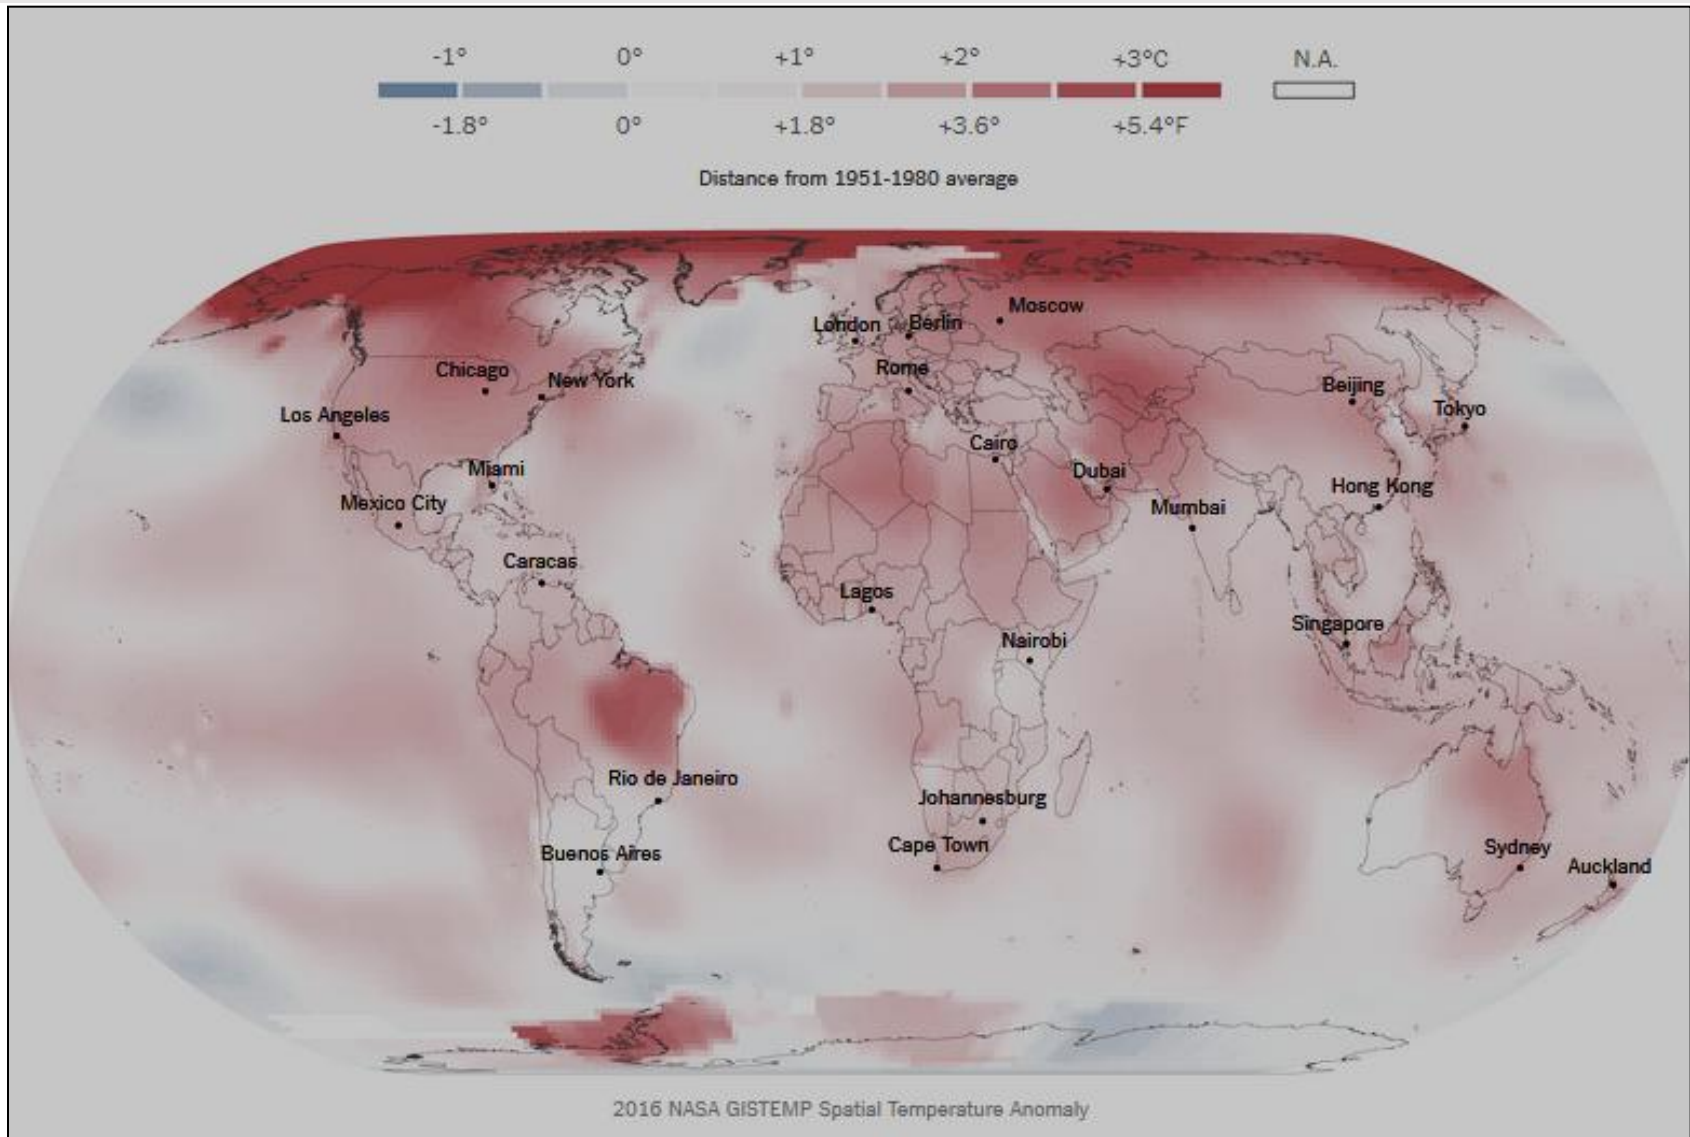 -1° 0° +1° +2° +3°C N.A.
-1.8° 0° +1.8° +3.6° +5.4°F
Distance from 1951-1980 average
Moscow
London Berlin
Rome
Chicago
New York
Beijing
Los Angeles
Tokyo
Cairo
Miami
Dubai
Hong Kong
Mexico City
Mumbai
Caracas
Lagos
Singapore
Nairobi
Rio de Janeiro
Johannesburg
Cape Town
Buenos Aires
Sydney
Auckland
2016 NASA GISTEMP Spatial Temperature Anomaly